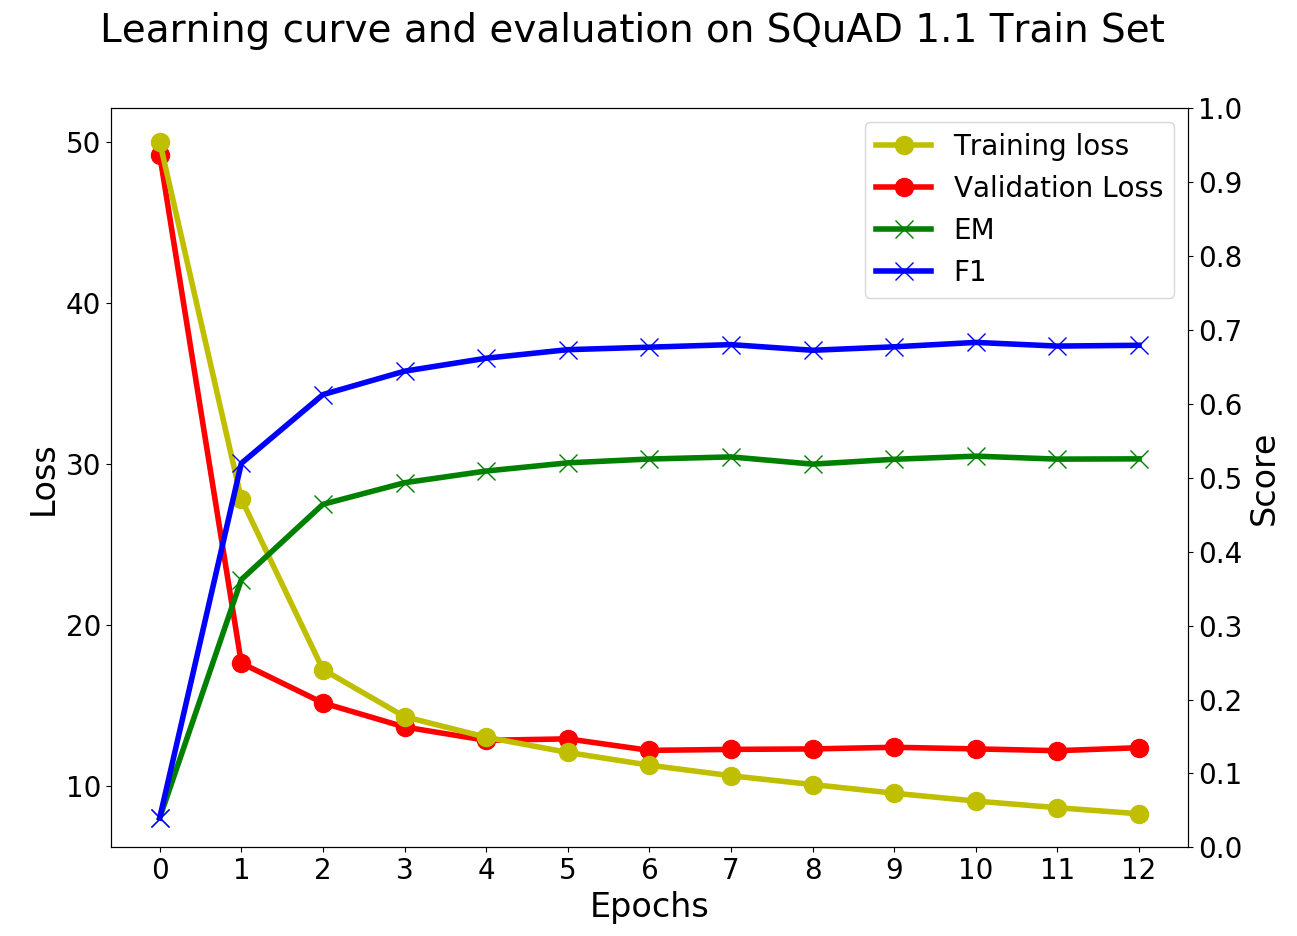 Learning curve and evaluation on SQuAD 1.1 Train Set
Training loss
Validation Loss
EM
F1
50
40
30
20
10
Loss
1.0
0.9
0.8
0.7
0.6
0.5
0.4
0.3
0.2
0.1
0.0
Score
0 1 2 3 4 5 6 7 8 9 10 11 12
Epochs